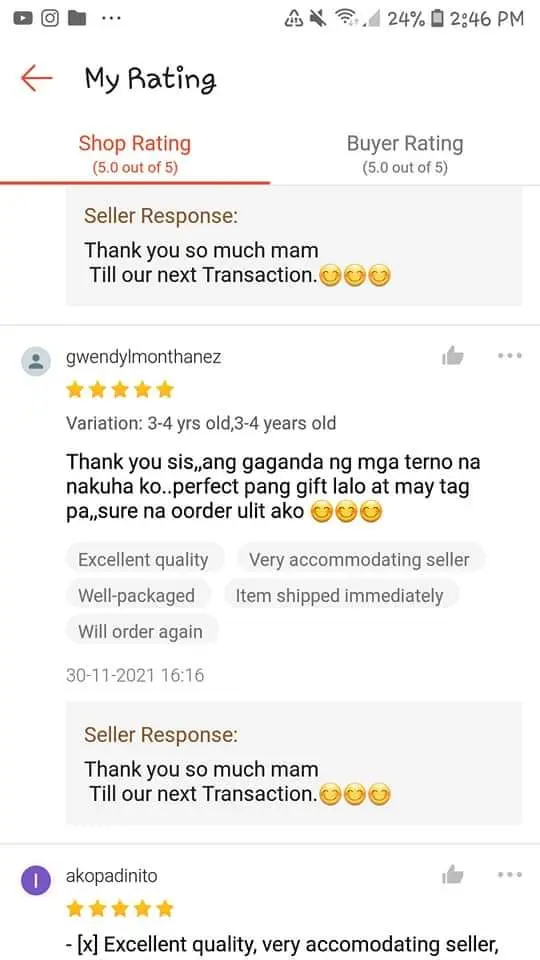 24% 2:46 PM
My Rating
Shop Rating Buyer Rating
(5.0 out of 5) (5.0 out of 5)
Seller Response:
Thank you so much mam
Till our next Transaction.😊😊😊
gwendylmonthanez
Variation: 3-4 yrs old,3-4 years old
Thank you sis,,ang gaganda ng mga terno na
nakuha ko..perfect pang gift lalo at may tag
pa,,sure na oorder ulit ako 😊😊😊
Excellent quality Very accommodating seller
Well-packaged Item shipped immediately
Will order again
30-11-2021 16:16
Seller Response:
Thank you so much mam
Till our next Transaction.😊😊😊
I akopadinito
- [x] Excellent quality, very accomodating seller,